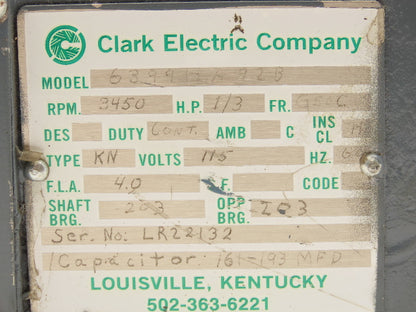 Clark Electric Company
MODEL 6394
RPM. 3450 H.P. 1/3 FR.
DES DUTY Cont. AMB C INS CL
TYPE KN VOLTS 115 HZ.
F.L.A. 4.0 F. CODE
SHAFT BRG. 203 OPP BRG. 203
Ser. No: LR22132
Capacitor: 161-193 MFD
LOUISVILLE, KENTUCKY
502-363-6221